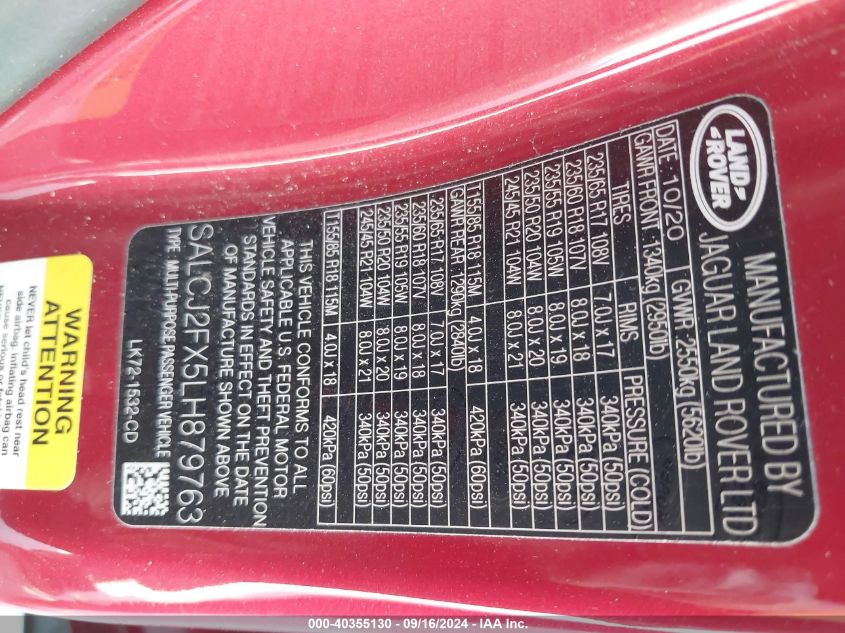 LAND
ROVER
MANUFACTURED BY
JAGUAR LAND ROVER LTD
DATE: 10/20 GVWR : 2550kg (5620lb)
GAWR FRONT : 1340kg (2950lb)
TIRES RIMS PRESSURE (COLD)
235/65 R17 108V 7.0J x 17 340kPa (50psi)
235/60 R18 107V 8.0J x 18 340kPa (50psi)
235/55 R19 105W 8.0J x 19 340kPa (50psi)
235/50 R20 104W 8.0J x 20 340kPa (50psi)
245/45 R21 104W 8.0J x 21 340kPa (50psi)
T155/85 R18 115M 4.0J x 18 420kPa (60psi)
GAWR REAR : 1290kg (2840lb)
235/65 R17 108V 7.0J x 17 340kPa (50psi)
235/60 R18 107V 8.0J x 18 340kPa (50psi)
235/55 R19 105W 8.0J x 19 340kPa (50psi)
235/50 R20 104W 8.0J x 20 340kPa (50psi)
245/45 R21 104W 8.0J x 21 340kPa (50psi)
T155/85 R18 115M 4.0J x 18 420kPa (60psi)
THIS VEHICLE CONFORMS TO ALL
APPLICABLE U.S. FEDERAL MOTOR
VEHICLE SAFETY AND THEFT PREVENTION
STANDARDS IN EFFECT ON THE DATE
OF MANUFACTURE SHOWN ABOVE
SALCJ2FX5LH879763
TYPE: MULTI-PURPOSE PASSENGER VEHICLE
LK72-1532-CD
WARNING
ATTENTION
NEVER let child's head rest near
side airbag. Inflating airbag can
cause serious or fatal
000-40355130 - 09/16/2024 - IAA Inc.